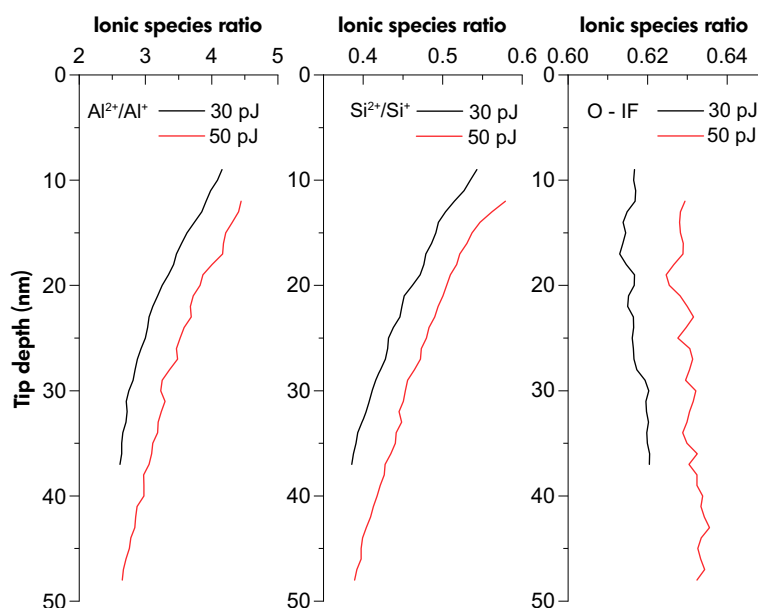 Ionic species ratio Ionic species ratio Ionic species ratio
2 3 4 5 0.4 0.5 0.6 0.60 0.62 0.64
0 0 0
Al²⁺/Al⁺ 30 pJ Si²⁺/Si⁺ 30 pJ O - IF 30 pJ
50 pJ 50 pJ 50 pJ
10 10 10
20 20 20
Tip depth (nm)
30 30 30
40 40 40
50 50 50